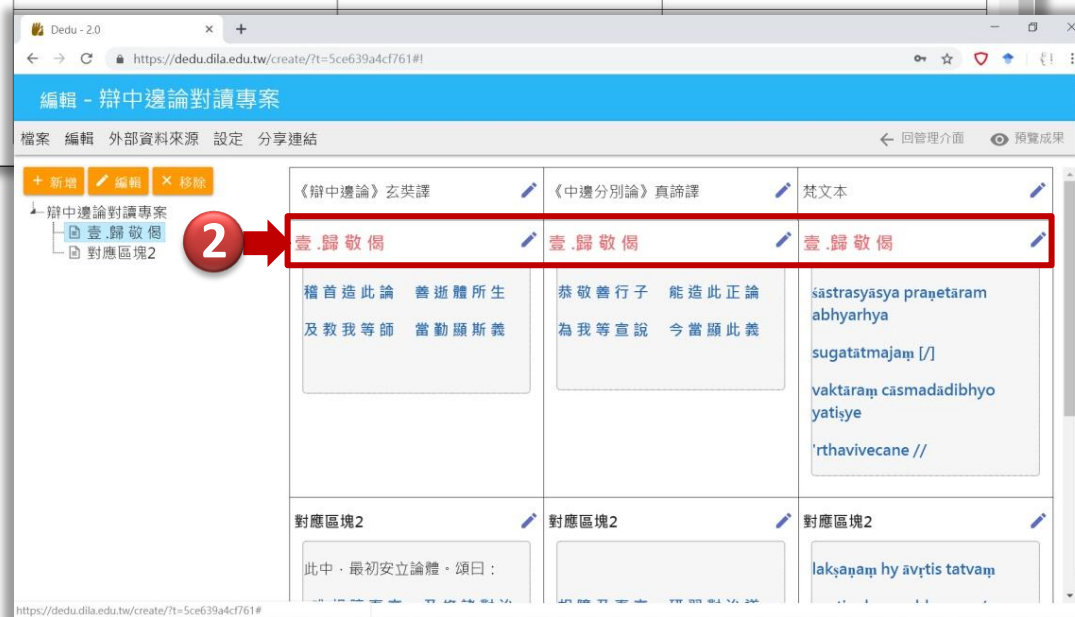 Dedu - 2.0
https://dedu.dila.edu.tw/create/?t=5ce639a4cf761#!
編輯 - 辯中邊論對讀專案
檔案 編輯 外部資料來源 設定 分享連結 回管理介面 預覽成果
+ 新增 編輯 × 移除
辯中邊論對讀專案
壹.歸敬偈
對應區塊2
2
《辯中邊論》玄奘譯 《中邊分別論》真諦譯 梵文本
壹.歸敬偈 壹.歸敬偈 壹.歸敬偈
稽首造此論 善逝體所生
及教我等師 當勤顯斯義
恭敬善行子 能造此正論
為我等宣說 今當顯此義
śāstrasyāsya praṇetāram
abhyarhya
sugatātmajaṃ [/]
vaktāraṃ cāsmadādibhyo
yatiṣye
'rthavivecane //
對應區塊2 對應區塊2 對應區塊2
此中，最初安立論體。頌曰：
lakṣaṇaṃ hy āvṛtis tatvaṃ
https://dedu.dila.edu.tw/create/?t=5ce639a4cf761#